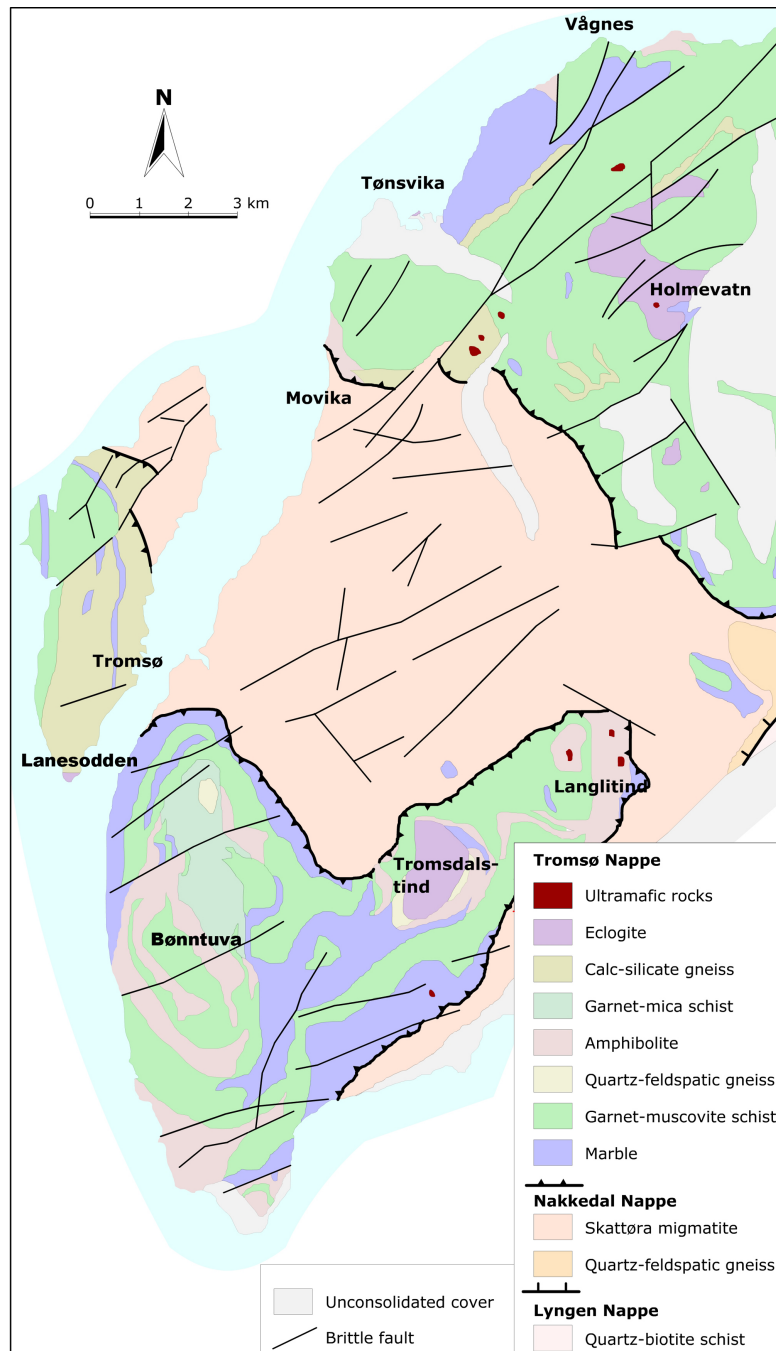 Vågnes
N
0 1 2 3 km
Tønsvika
Holmevatn
Movika
Tromsø
Lanesodden
Langlitind
Tromsdals-
tind
Bønntuva
Tromsø Nappe
Ultramafic rocks
Eclogite
Calc-silicate gneiss
Garnet-mica schist
Amphibolite
Quartz-feldspatic gneiss
Garnet-muscovite schist
Marble
Nakkedal Nappe
Skattøra migmatite
Quartz-feldspatic gneiss
Lyngen Nappe
Quartz-biotite schist
Unconsolidated cover
Brittle fault